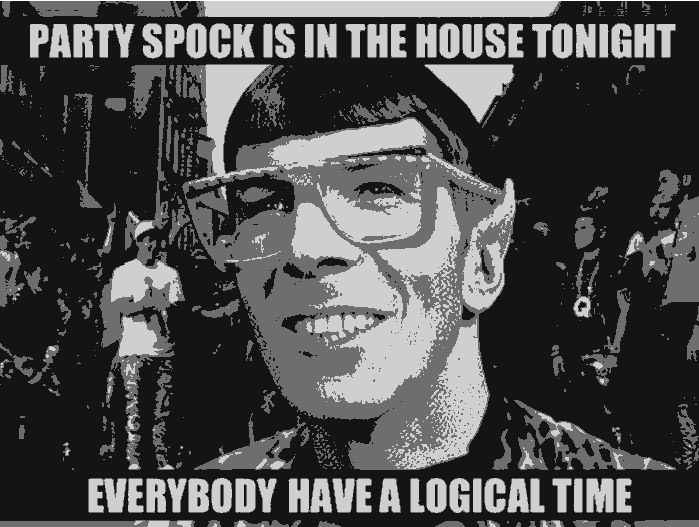 PARTY SPOCK IS IN THE HOUSE TONIGHT
Q
EVERYBODY HAVE A LOGICAL TIME